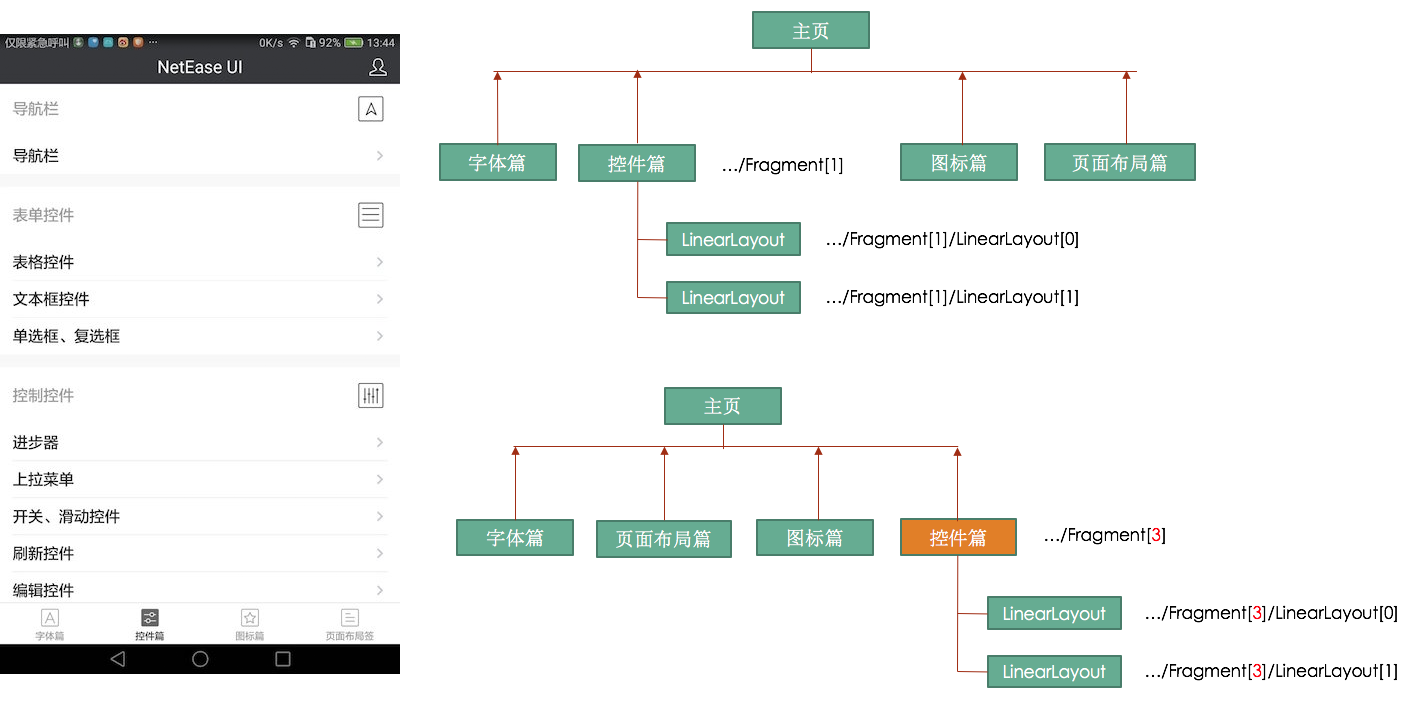 仅限紧急呼叫 ... 0K/s 92% 13:44
NetEase UI
导航栏
A
导航栏
表单控件
表格控件
文本框控件
单选框、复选框
控制控件
进步器
上拉菜单
开关、滑动控件
刷新控件
编辑控件
A
字体篇 控件篇 图标篇 页面布局签
主页
字体篇 控件篇 …/Fragment[1] 图标篇 页面布局篇
LinearLayout …/Fragment[1]/LinearLayout[0]
LinearLayout …/Fragment[1]/LinearLayout[1]
主页
字体篇 页面布局篇 图标篇 控件篇 …/Fragment[3]
LinearLayout …/Fragment[3]/LinearLayout[0]
LinearLayout …/Fragment[3]/LinearLayout[1]